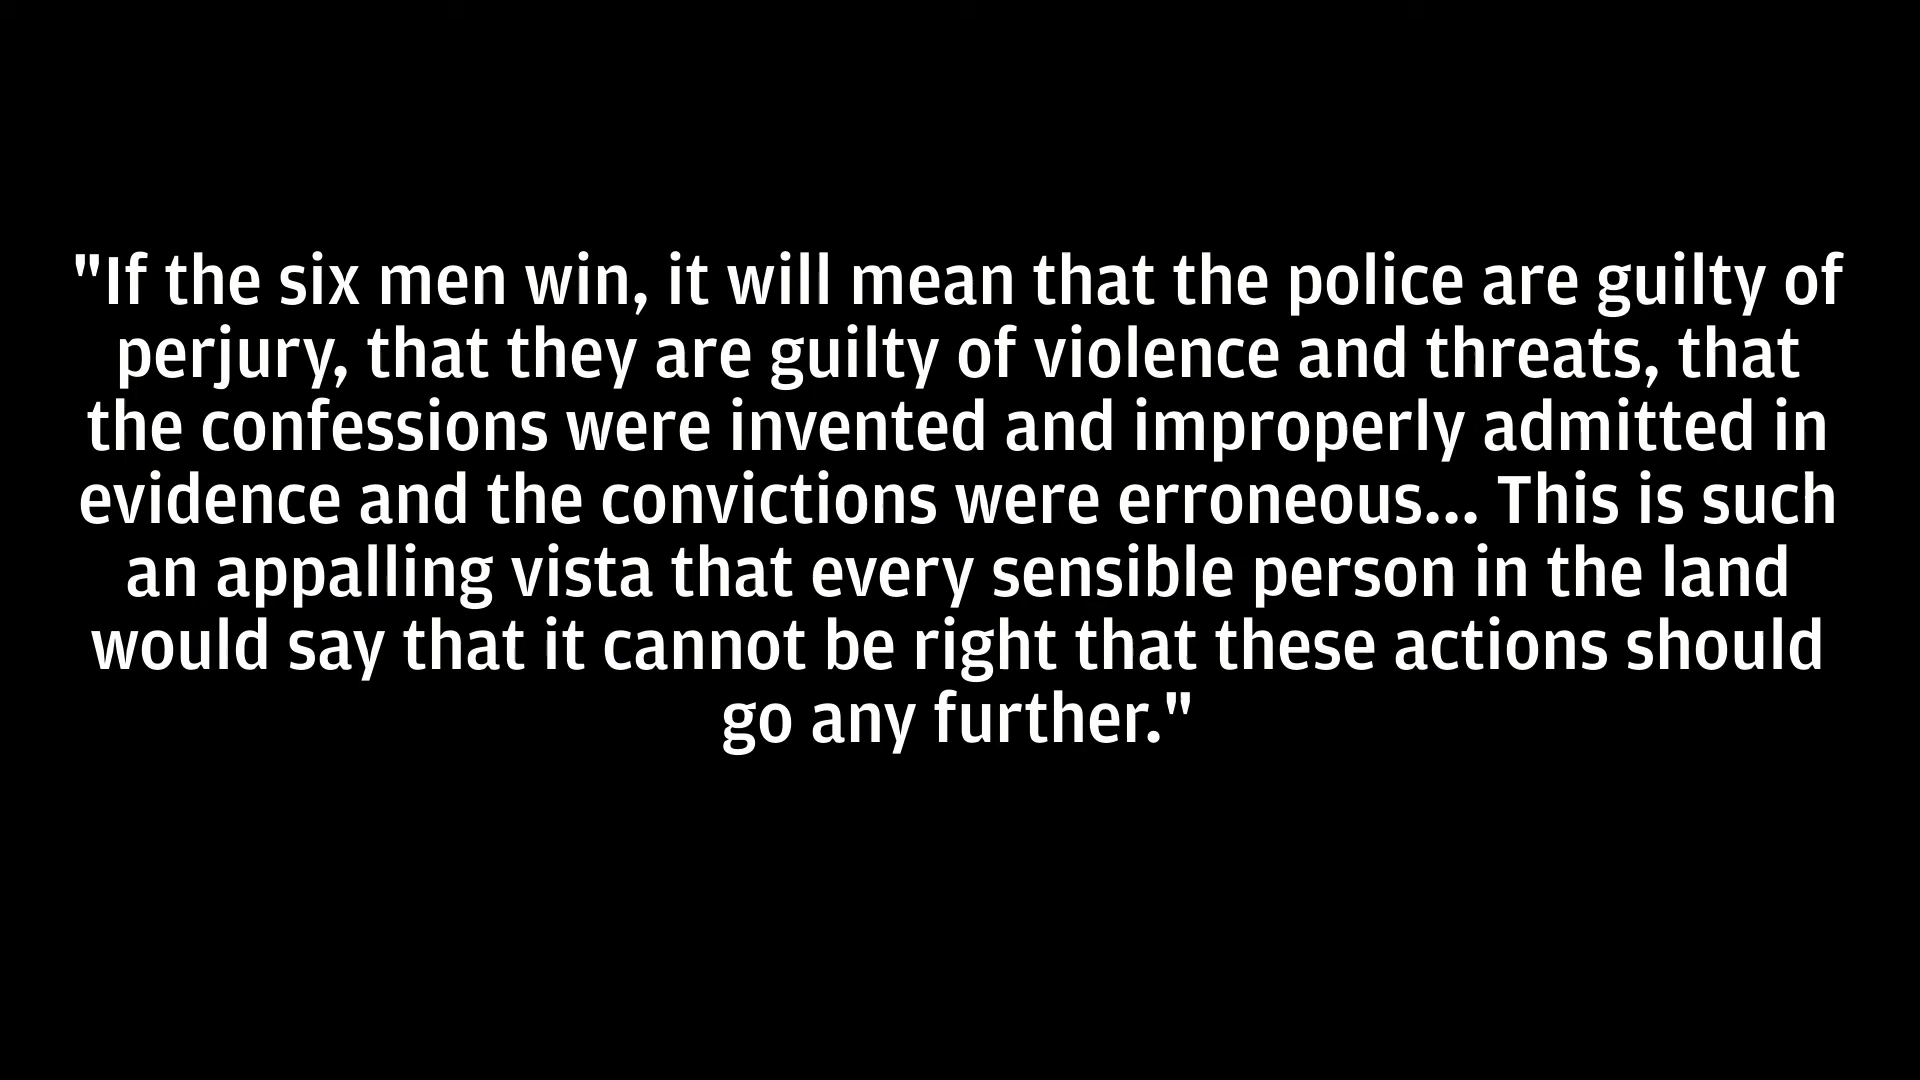 "If the six men win, it will mean that the police are guilty of
perjury, that they are guilty of violence and threats, that
the confessions were invented and improperly admitted in
evidence and the convictions were erroneous... This is such
an appalling vista that every sensible person in the land
would say that it cannot be right that these actions should
go any further."